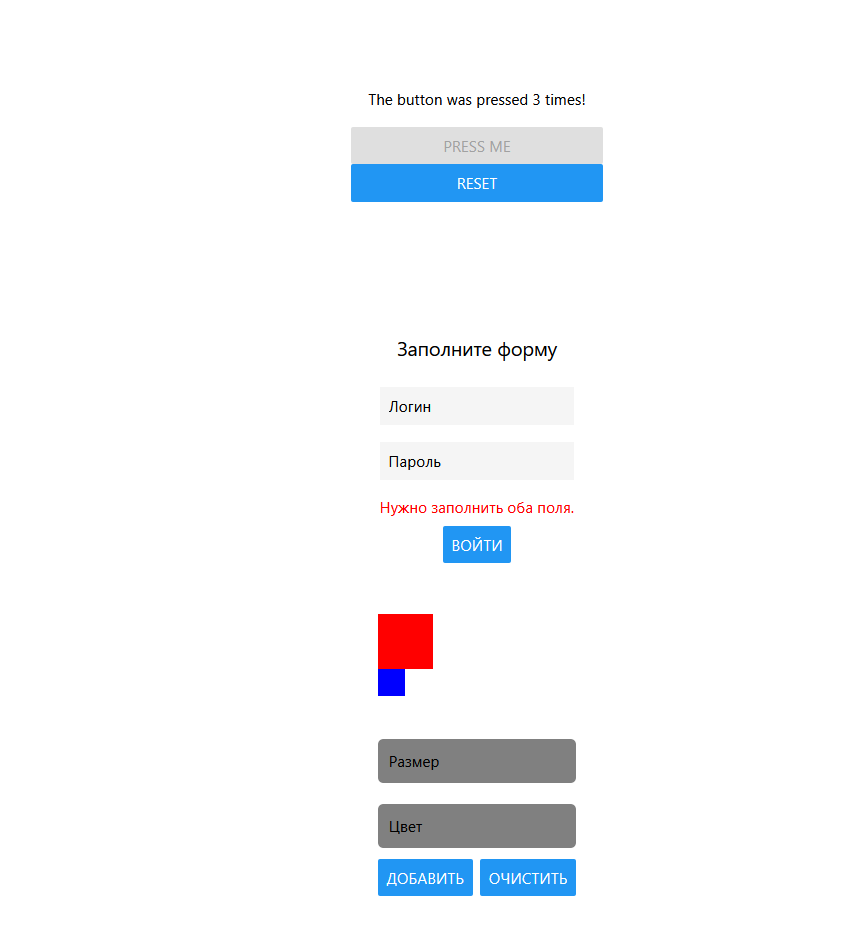 The button was pressed 3 times!
PRESS ME
RESET
Заполните форму
Логин
Пароль
Нужно заполнить оба поля.
ВОЙТИ
Размер
Цвет
ДОБАВИТЬ ОЧИСТИТЬ